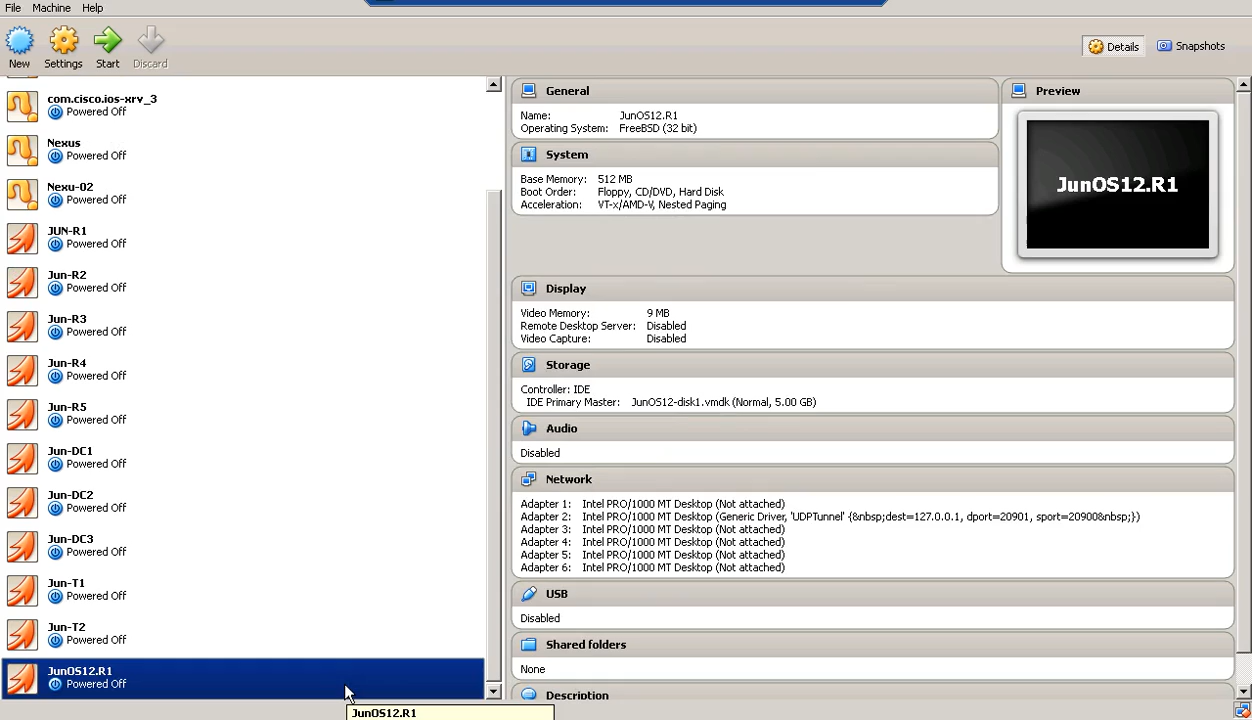 File Machine Help
New Settings Start Discard
Details Snapshots
com.cisco.ios-xrv_3
Powered Off
Nexus
Powered Off
Nexu-02
Powered Off
JUN-R1
Powered Off
Jun-R2
Powered Off
Jun-R3
Powered Off
Jun-R4
Powered Off
Jun-R5
Powered Off
Jun-DC1
Powered Off
Jun-DC2
Powered Off
Jun-DC3
Powered Off
Jun-T1
Powered Off
Jun-T2
Powered Off
JunOS12.R1
Powered Off
JunOS12.R1
General
Name: JunOS12.R1
Operating System: FreeBSD (32 bit)
System
Base Memory: 512 MB
Boot Order: Floppy, CD/DVD, Hard Disk
Acceleration: VT-x/AMD-V, Nested Paging
Preview
JunOS12.R1
Display
Video Memory: 9 MB
Remote Desktop Server: Disabled
Video Capture: Disabled
Storage
Controller: IDE
IDE Primary Master: JunOS12-disk1.vmdk (Normal, 5.00 GB)
Audio
Disabled
Network
Adapter 1: Intel PRO/1000 MT Desktop (Not attached)
Adapter 2: Intel PRO/1000 MT Desktop (Generic Driver, 'UDPTunnel' {&nbsp;dest=127.0.0.1, dport=20901, sport=20900&nbsp;})
Adapter 3: Intel PRO/1000 MT Desktop (Not attached)
Adapter 4: Intel PRO/1000 MT Desktop (Not attached)
Adapter 5: Intel PRO/1000 MT Desktop (Not attached)
Adapter 6: Intel PRO/1000 MT Desktop (Not attached)
USB
Disabled
Shared folders
None
Description